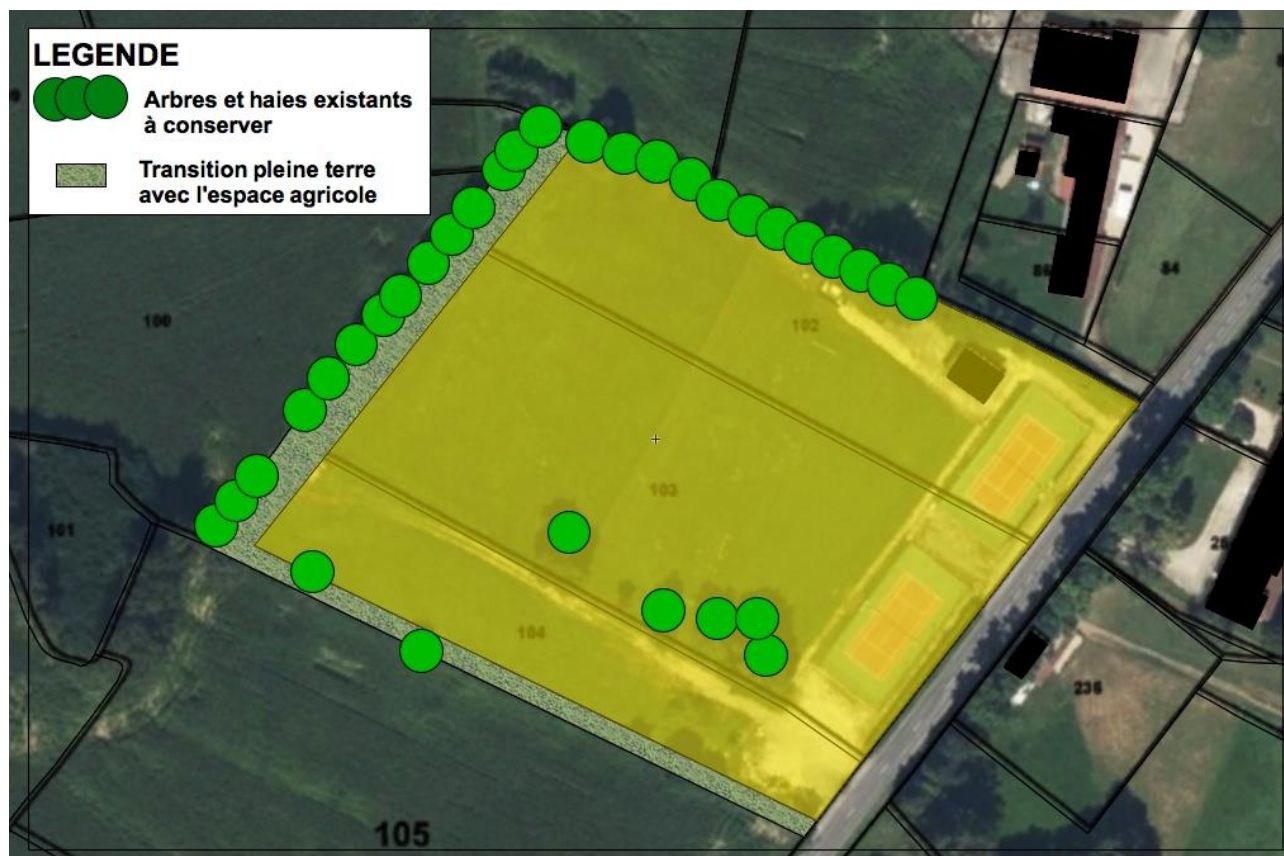 LEGENDE
Arbres et haies existants
à conserver
Transition pleine terre
avec l'espace agricole
84
100
102
103
101
104
236
105